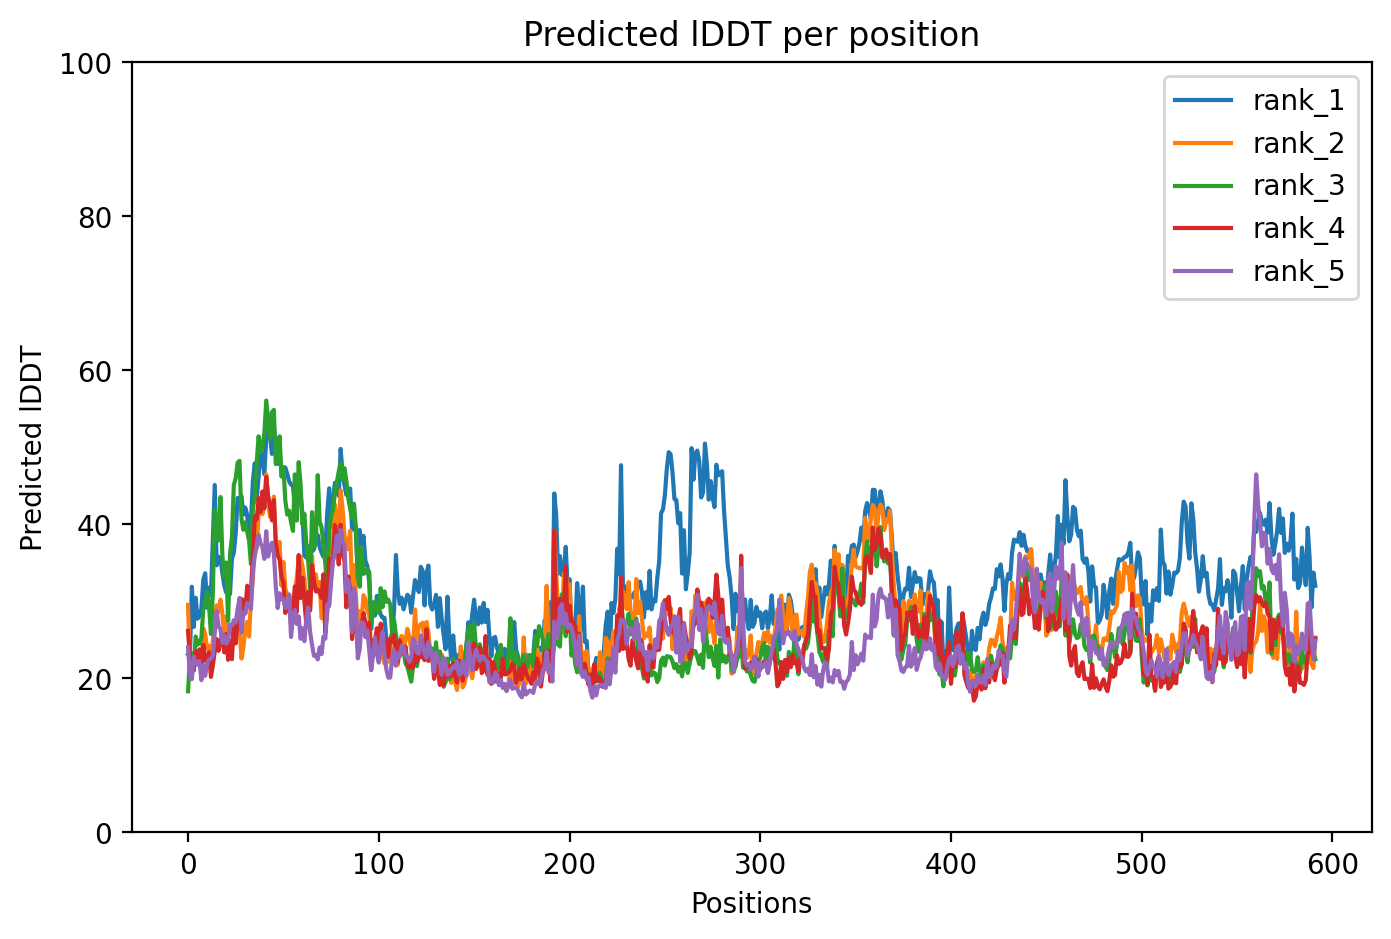 Predicted lDDT per position
100
80
60
40
20
0
Predicted lDDT
0 100 200 300 400 500 600
Positions
rank_1
rank_2
rank_3
rank_4
rank_5